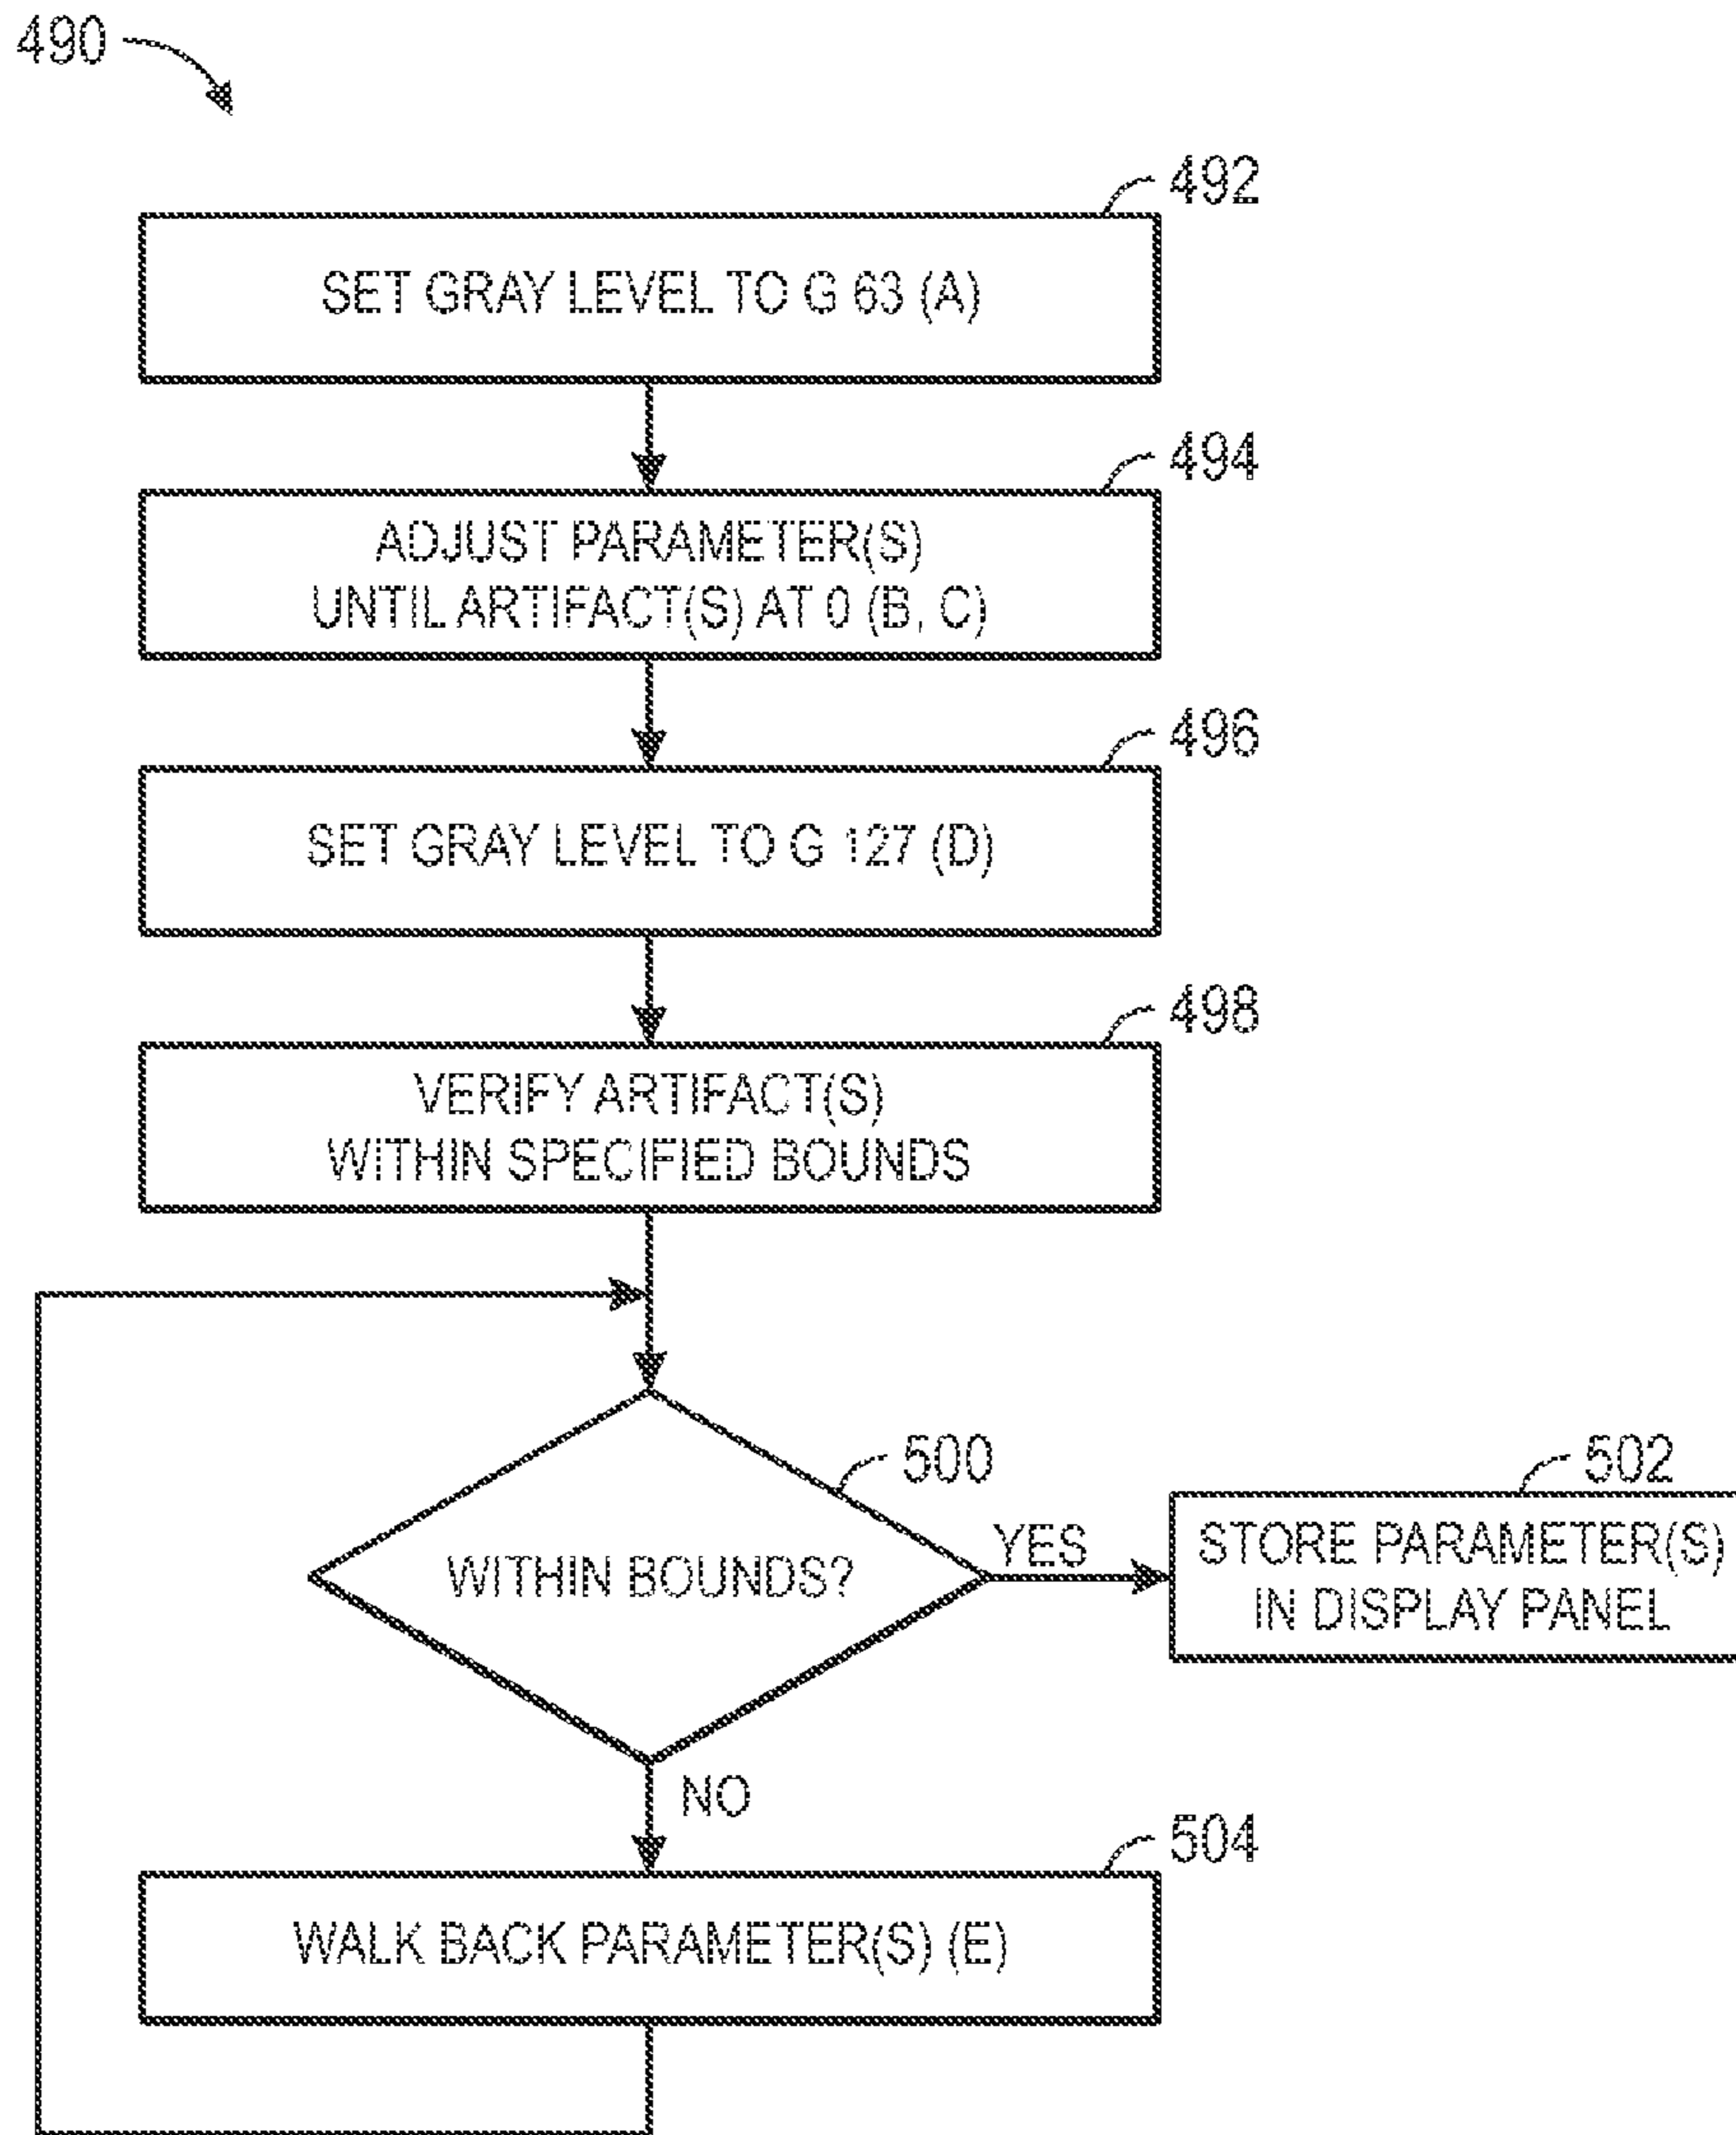 490
492
SET GRAY LEVEL TO G 63 (A)
494
ADJUST PARAMETER(S)
UNTIL ARTIFACT(S) AT 0 (B, C)
496
SET GRAY LEVEL TO G 127 (D)
498
VERIFY ARTIFACT(S)
WITHIN SPECIFIED BOUNDS
500
WITHIN BOUNDS?
YES
502
STORE PARAMETER(S)
IN DISPLAY PANEL
NO
504
WALK BACK PARAMETER(S) (E)